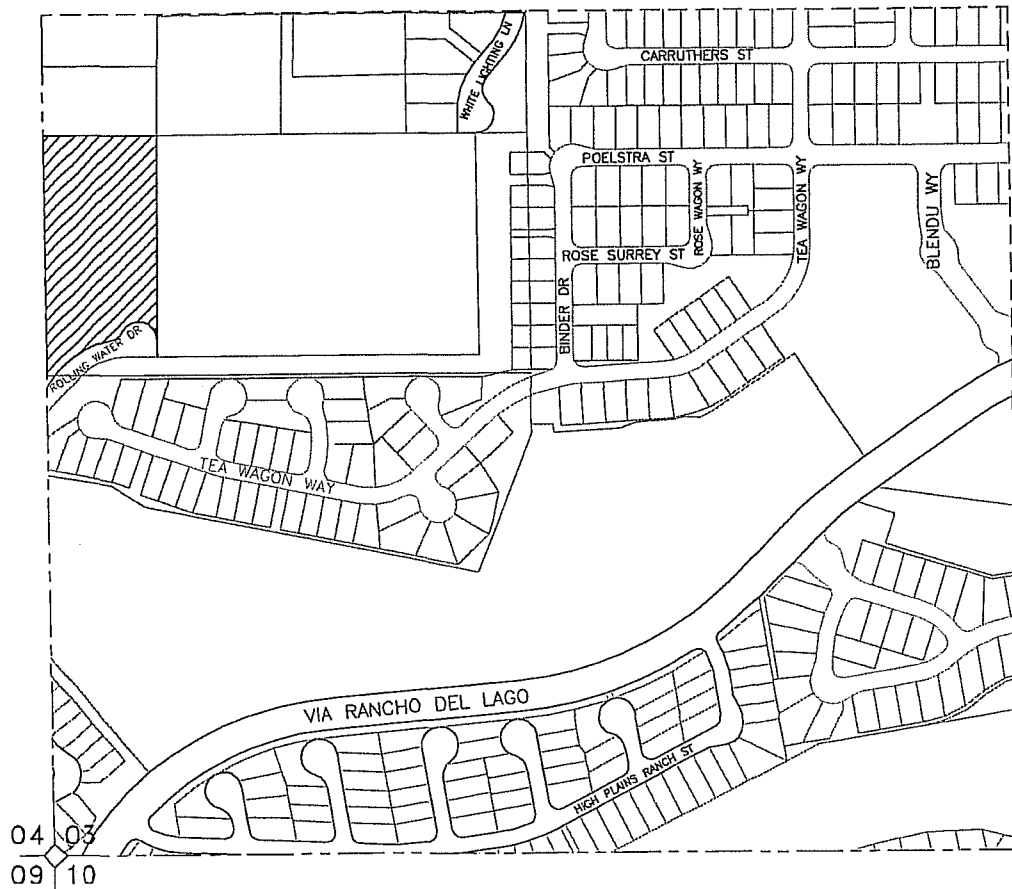 WHITE LIGHTING LN
CARRUTHERS ST
POELSTRA ST
ROSE WAGON WY
TEA WAGON WY
BLENDU WY
ROSE SURREY ST
BINDER DR
ROLLING WATER DR
TEA WAGON WAY
VIA RANCHO DEL LAGO
HIGH PLAINS RANCH ST
04 03
09 10